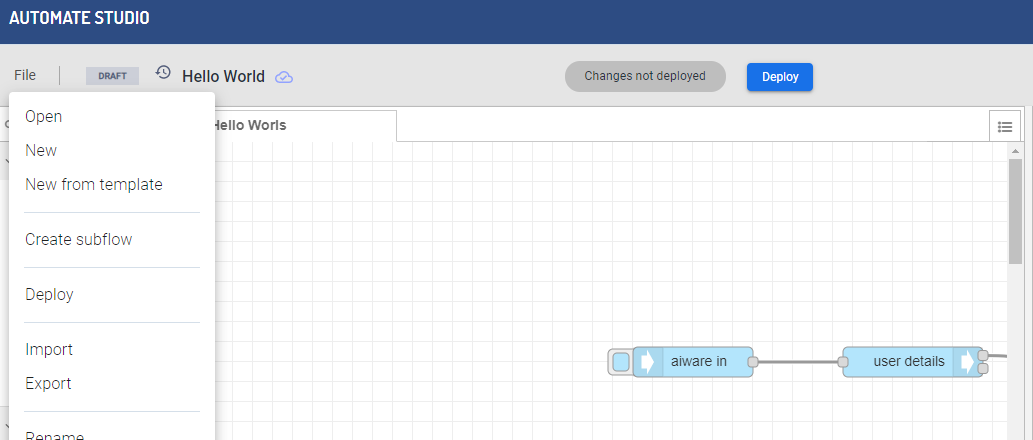 AUTOMATE STUDIO
File
DRAFT
Hello World
Changes not deployed
Deploy
Hello Worls
Open
New
New from template
Create subflow
Deploy
Import
Export
Rename
aiware in
user details